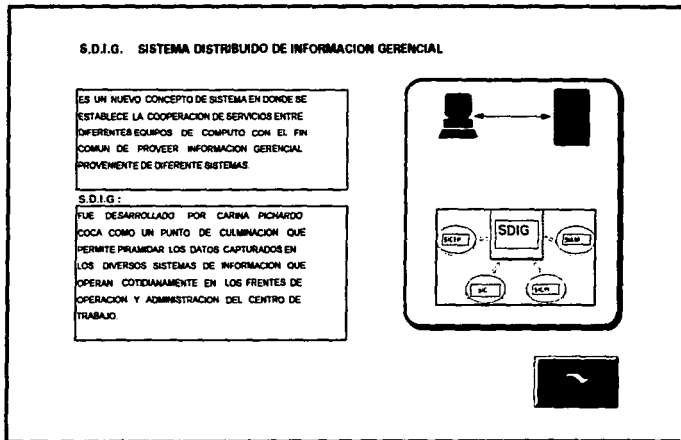 S.D.I.G. SISTEMA DISTRIBUIDO DE INFORMACION GERENCIAL
ES UN NUEVO CONCEPTO DE SISTEMA EN DONDE SE
ESTABLECE LA COOPERACION DE SERVICIOS ENTRE
DIFERENTES EQUIPOS DE COMPUTO CON EL FIN
COMUN DE PROVEER INFORMACION GERENCIAL
PROVENIENTE DE DIFERENTE SISTEMAS.
S.D.I.G :
FUE DESARROLLADO POR CARINA PICHARDO
COCA COMO UN PUNTO DE CULMINACION QUE
PERMITE PIRAMIDAR LOS DATOS CAPTURADOS EN
LOS DIVERSOS SISTEMAS DE INFORMACION QUE
OPERAN COTIDIANAMENTE EN LOS FRENTES DE
OPERACION Y ADMINISTRACION DEL CENTRO DE
TRABAJO.
SDIG
SIC